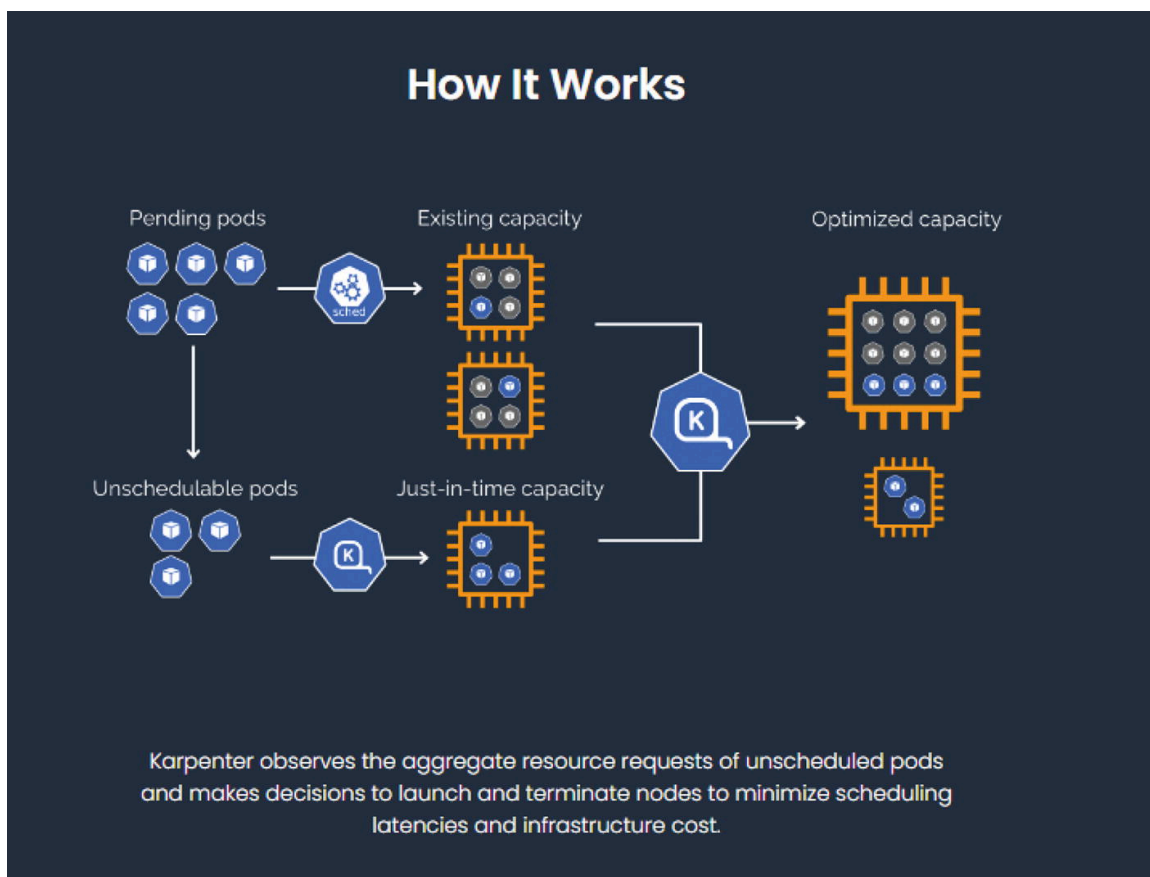 How It Works
Pending pods
Existing capacity
Optimized capacity
sched
Unschedulable pods
Just-in-time capacity
K
K
Karpenter observes the aggregate resource requests of unscheduled pods
and makes decisions to launch and terminate nodes to minimize scheduling
latencies and infrastructure cost.